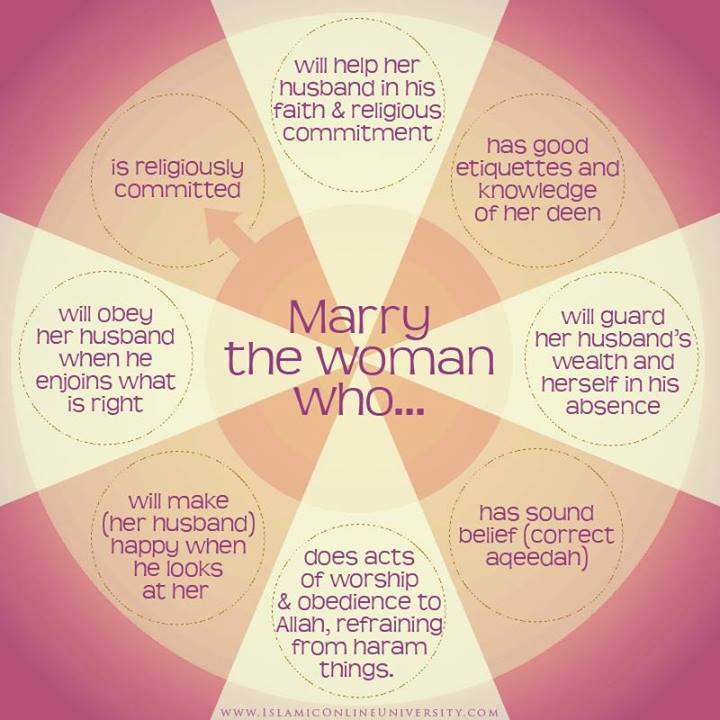 Marry
the woman
who...
will help her
husband in his
faith & religious
commitment
has good
etiquettes and
knowledge
of her deen
will guard
her husband's
wealth and
herself in his
absence
has sound
belief (correct
aqeedah)
does acts
of worship
& obedience to
Allah, refraining
from haram
things.
will make
(her husband)
happy when
he looks
at her
will obey
her husband
when he
enjoins what
is right
is religiously
committed
www.IslamicOnlineUniversity.com